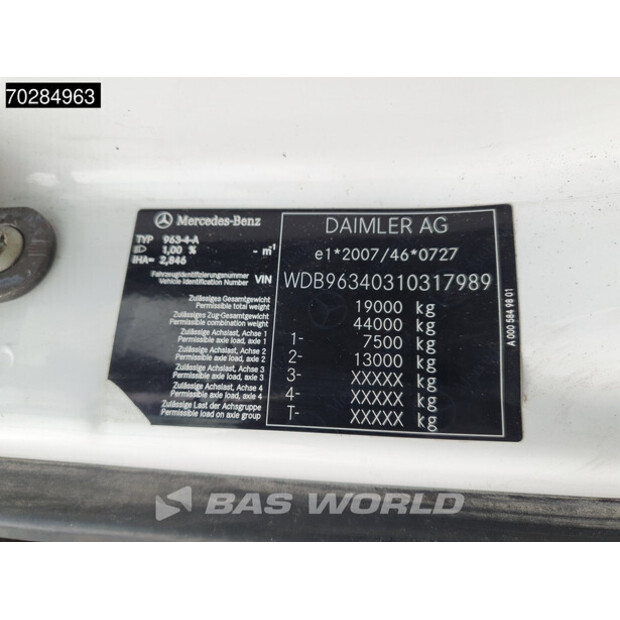 70284963
Mercedes-Benz
TYP 963-4-A
1,00 % - m⁻¹
iHA= 2,846
Fahrzeugidentifizierungsnummer
Vehicle Identification Number VIN
Zulässiges Gesamtgewicht
Permissible total weight
Zulässiges Zug-Gesamtgewicht
Permissible combination weight
Zulässige Achslast, Achse 1
Permissible axle load, axle 1
Zulässige Achslast, Achse 2
Permissible axle load, axle 2
Zulässige Achslast, Achse 3
Permissible axle load, axle 3
Zulässige Achslast, Achse 4
Permissible axle load, axle 4
Zulässige Last der Achsgruppe
Permissible load on axle group
DAIMLER AG
e1*2007/46*0727
WDB96340310317989
19000 kg
44000 kg
1- 7500 kg
2- 13000 kg
3- XXXXX kg
4- XXXXX kg
T- XXXXX kg
A 000 584 98 01
BAS WORLD